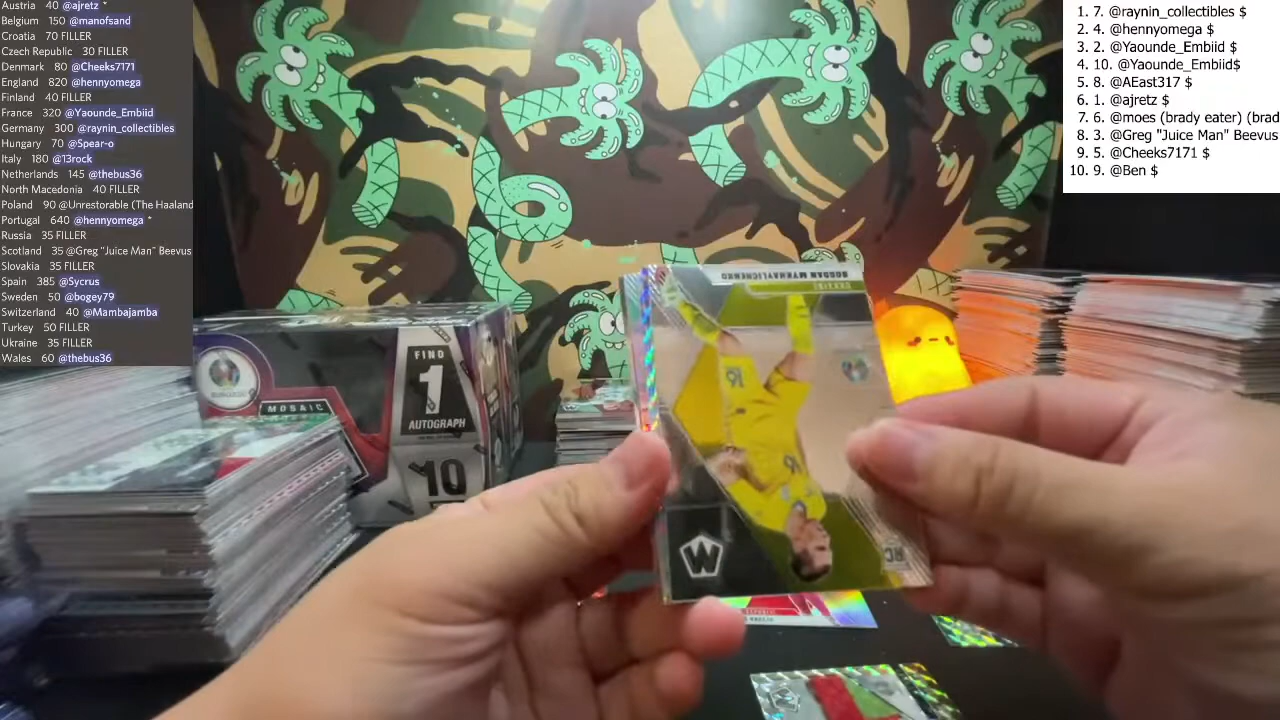 Austria 40 @ajretz *
Belgium 150 @manofsand
Croatia 70 FILLER
Czech Republic 30 FILLER
Denmark 80 @Cheeks7171
England 820 @hennyomega
Finland 40 FILLER
France 320 @Yaounde_Embiid
Germany 300 @raynin_collectibles
Hungary 70 @Spear-o
Italy 180 @13rock
Netherlands 145 @thebus36
North Macedonia 40 FILLER
Poland 90 @Unrestorable (The Haaland
Portugal 640 @hennyomega *
Russia 35 FILLER
Scotland 35 @Greg "Juice Man" Beevus
Slovakia 35 FILLER
Spain 385 @Sycrus
Sweden 50 @bogey79
Switzerland 40 @Mambajamba
Turkey 50 FILLER
Ukraine 35 FILLER
Wales 60 @thebus36
1. 7. @raynin_collectibles $
2. 4. @hennyomega $
3. 2. @Yaounde_Embiid $
4. 10. @Yaounde_Embiid$
5. 8. @AEast317 $
6. 1. @ajretz $
7. 6. @moes (brady eater) (brad
8. 3. @Greg "Juice Man" Beevus
9. 5. @Cheeks7171 $
10. 9. @Ben $
MOSAIC
FIND
1
AUTOGRAPH
10
BOGDAN MYKHAYLICHENKO
UKRAINE
RC